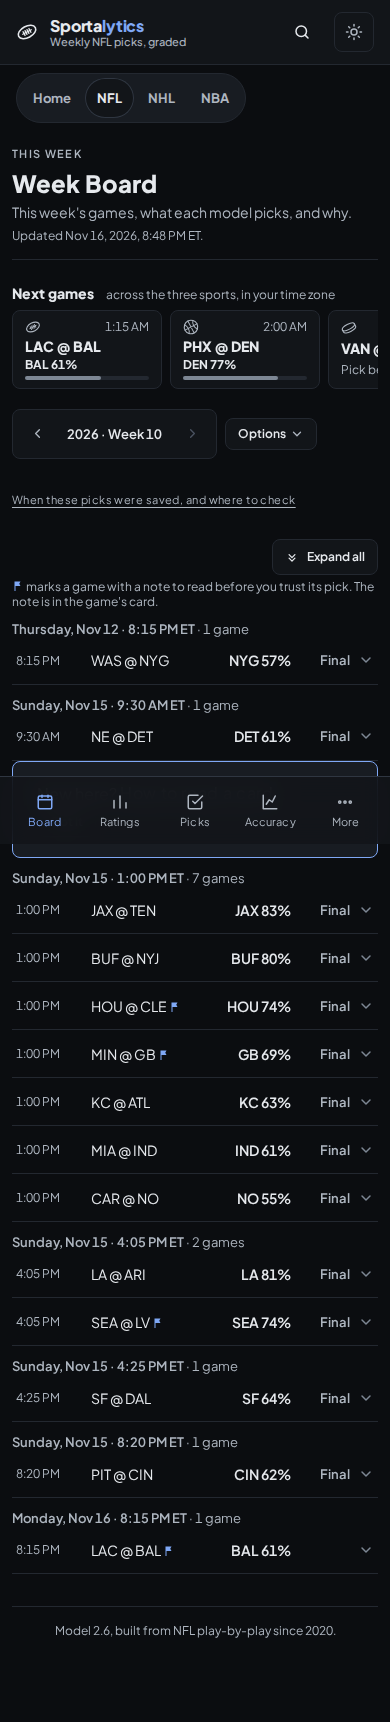 Sportalytics
Weekly NFL picks, graded
Home NFL NHL NBA
THIS WEEK
Week Board
This week's games, what each model picks, and why.
Updated Nov 16, 2026, 8:48 PM ET.
Next games across the three sports, in your time zone
1:15 AM
LAC @ BAL
BAL 61%
2:00 AM
PHX @ DEN
DEN 77%
VAN @
Pick be
2026 · Week 10
Options
When these picks were saved, and where to check
Expand all
marks a game with a note to read before you trust its pick. The
note is in the game's card.
Thursday, Nov 12 · 8:15 PM ET · 1 game
8:15 PM WAS @ NYG NYG 57% Final
Sunday, Nov 15 · 9:30 AM ET · 1 game
9:30 AM NE @ DET DET 61% Final
Board Ratings Picks Accuracy More
Sunday, Nov 15 · 1:00 PM ET · 7 games
1:00 PM JAX @ TEN JAX 83% Final
1:00 PM BUF @ NYJ BUF 80% Final
1:00 PM HOU @ CLE HOU 74% Final
1:00 PM MIN @ GB GB 69% Final
1:00 PM KC @ ATL KC 63% Final
1:00 PM MIA @ IND IND 61% Final
1:00 PM CAR @ NO NO 55% Final
Sunday, Nov 15 · 4:05 PM ET · 2 games
4:05 PM LA @ ARI LA 81% Final
4:05 PM SEA @ LV SEA 74% Final
Sunday, Nov 15 · 4:25 PM ET · 1 game
4:25 PM SF @ DAL SF 64% Final
Sunday, Nov 15 · 8:20 PM ET · 1 game
8:20 PM PIT @ CIN CIN 62% Final
Monday, Nov 16 · 8:15 PM ET · 1 game
8:15 PM LAC @ BAL BAL 61%
Model 2.6, built from NFL play-by-play since 2020.